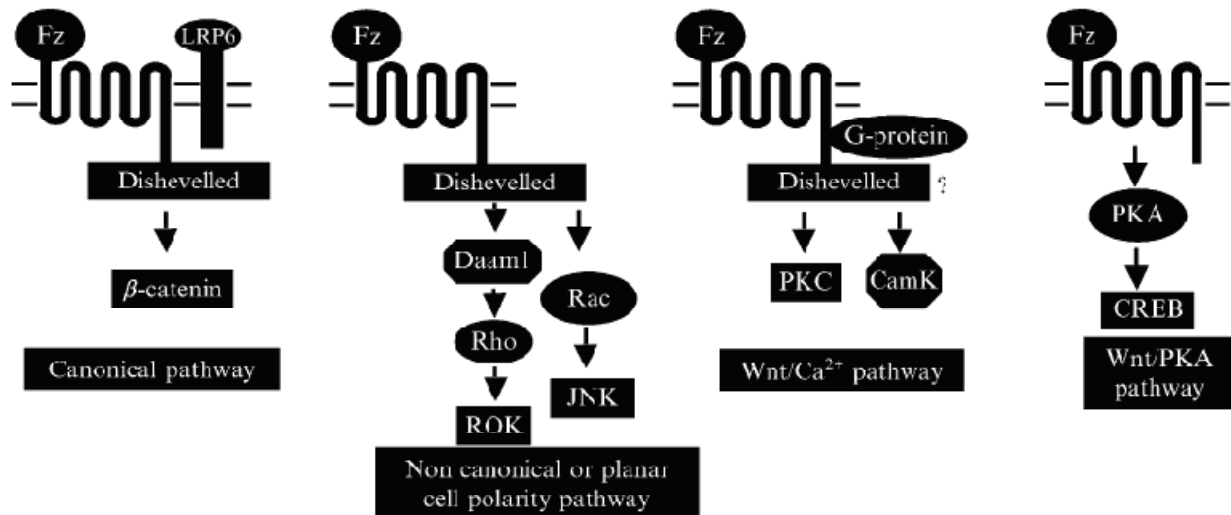 Fz
LRP6
Dishevelled
β-catenin
Canonical pathway
Fz
Dishevelled
Daam1
Rac
Rho
JNK
ROK
Non canonical or planar
cell polarity pathway
Fz
G-protein
Dishevelled
?
PKC
CamK
Wnt/Ca²⁺ pathway
Fz
PKA
CREB
Wnt/PKA
pathway